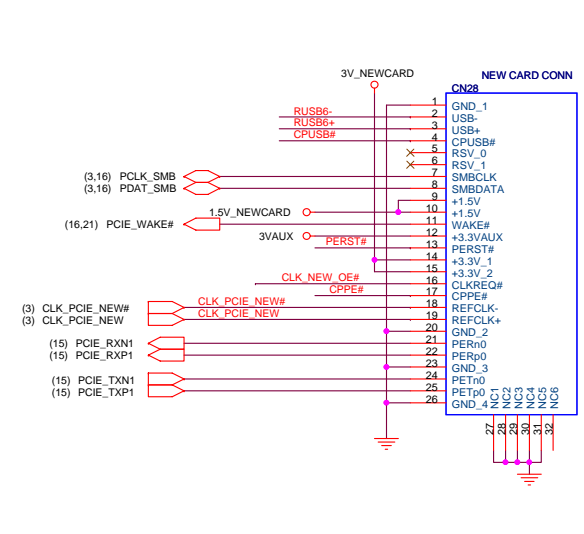 3V_NEWCARD
NEW CARD CONN
CN28
1 GND_1
RUSB6- 2 USB-
RUSB6+ 3 USB+
CPUSB# 4 CPUSB#
5 RSV_0
6 RSV_1
(3,16) PCLK_SMB 7 SMBCLK
(3,16) PDAT_SMB 8 SMBDATA
9 +1.5V
1.5V_NEWCARD 10 +1.5V
(16,21) PCIE_WAKE# 11 WAKE#
3VAUX 12 +3.3VAUX
PERST# 13 PERST#
14 +3.3V_1
15 +3.3V_2
CLK_NEW_OE# 16 CLKREQ#
CPPE# 17 CPPE#
(3) CLK_PCIE_NEW# CLK_PCIE_NEW# 18 REFCLK-
(3) CLK_PCIE_NEW CLK_PCIE_NEW 19 REFCLK+
20 GND_2
(15) PCIE_RXN1 21 PERn0
(15) PCIE_RXP1 22 PERp0
23 GND_3
(15) PCIE_TXN1 24 PETn0
(15) PCIE_TXP1 25 PETp0
26 GND_4
NC1 NC2 NC3 NC4 NC5 NC6
27 28 29 30 31 32